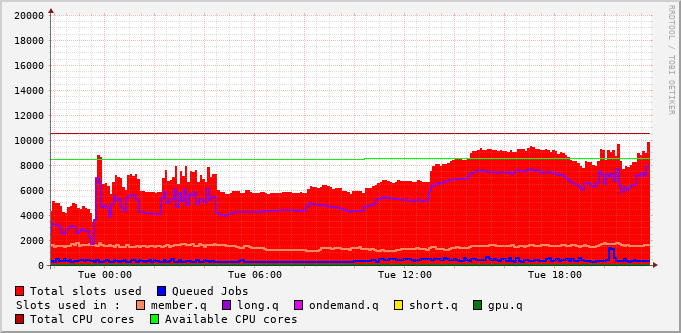 20000
18000
16000
14000
12000
10000
8000
6000
4000
2000
0
Tue 00:00 Tue 06:00 Tue 12:00 Tue 18:00
RRDTOOL / TOBI OETIKER
Total slots used Queued Jobs
Slots used in : member.q long.q ondemand.q short.q gpu.q
Total CPU cores Available CPU cores